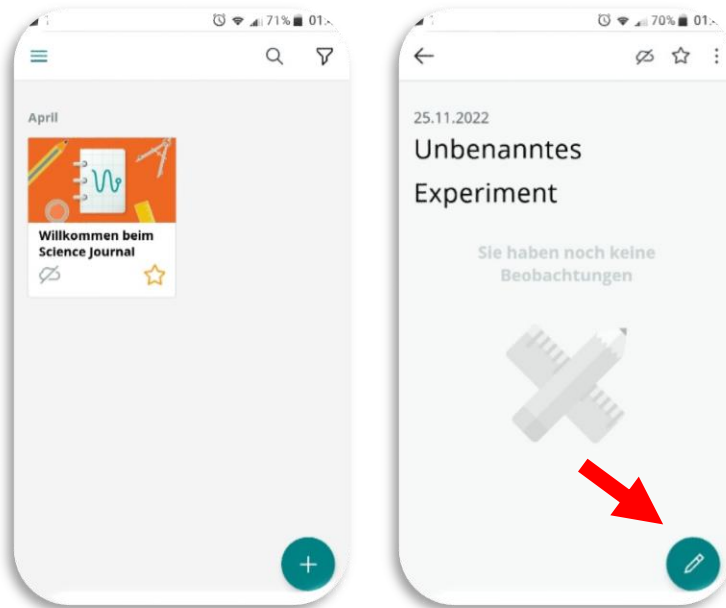 71% 01:
April
Willkommen beim
Science Journal
70% 01:
25.11.2022
Unbenanntes
Experiment
Sie haben noch keine
Beobachtungen